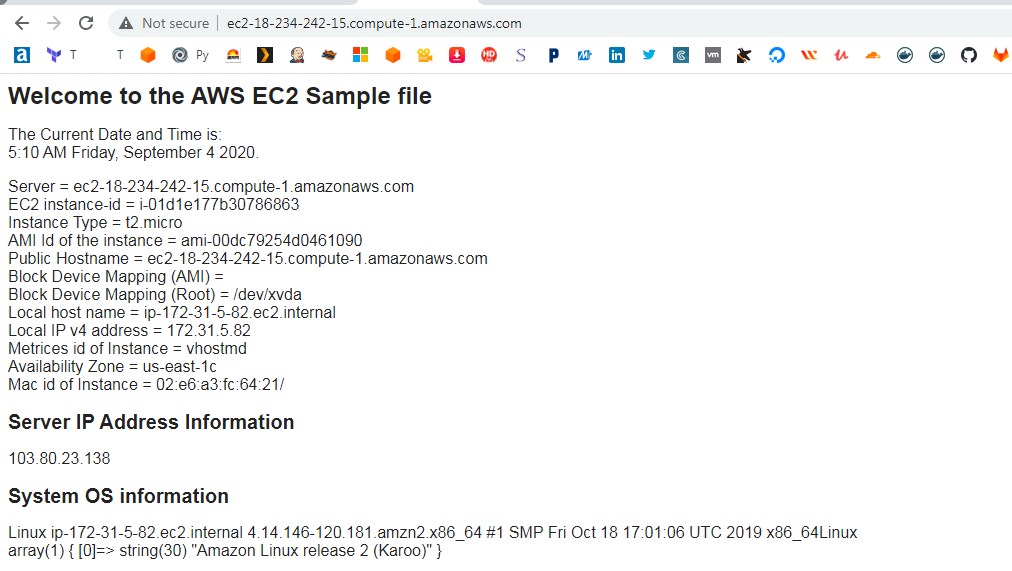 Not secure
ec2-18-234-242-15.compute-1.amazonaws.com
a T T Py HD S P in vm
Welcome to the AWS EC2 Sample file
The Current Date and Time is:
5:10 AM Friday, September 4 2020.
Server = ec2-18-234-242-15.compute-1.amazonaws.com
EC2 instance-id = i-01d1e177b30786863
Instance Type = t2.micro
AMI Id of the instance = ami-00dc79254d0461090
Public Hostname = ec2-18-234-242-15.compute-1.amazonaws.com
Block Device Mapping (AMI) =
Block Device Mapping (Root) = /dev/xvda
Local host name = ip-172-31-5-82.ec2.internal
Local IP v4 address = 172.31.5.82
Metrices id of Instance = vhostmd
Availability Zone = us-east-1c
Mac id of Instance = 02:e6:a3:fc:64:21/
Server IP Address Information
103.80.23.138
System OS information
Linux ip-172-31-5-82.ec2.internal 4.14.146-120.181.amzn2.x86_64 #1 SMP Fri Oct 18 17:01:06 UTC 2019 x86_64Linux
array(1) { [0]=> string(30) "Amazon Linux release 2 (Karoo)" }